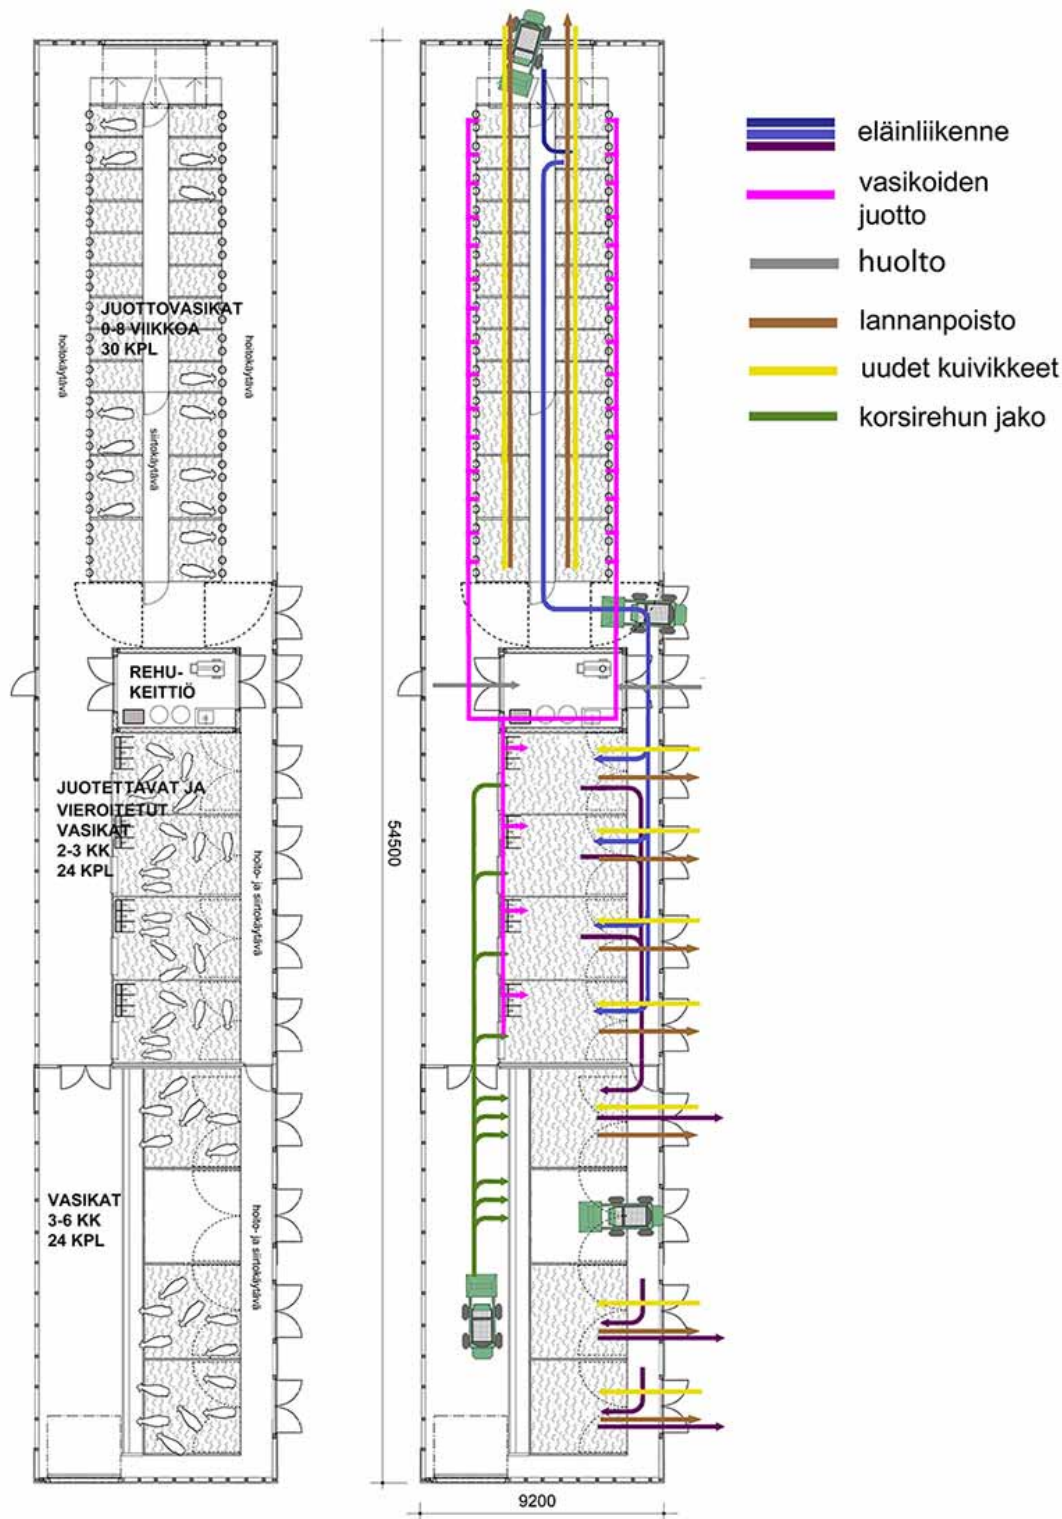 JUOTTOVASIKAT
0-8 VIIKKOA
30 KPL
hoitokäytävä
hoitokäytävä
siirtokäytävä
REHU-
KEITTIÖ
JUOTETTAVAT JA
VIEROITETUT
VASIKAT
2-3 KK
24 KPL
hoito- ja siirtokäytävä
VASIKAT
3-6 KK
24 KPL
hoito- ja siirtokäytävä
54500
9200
eläinliikenne
vasikoiden
juotto
huolto
lannanpoisto
uudet kuivikkeet
korsirehun jako